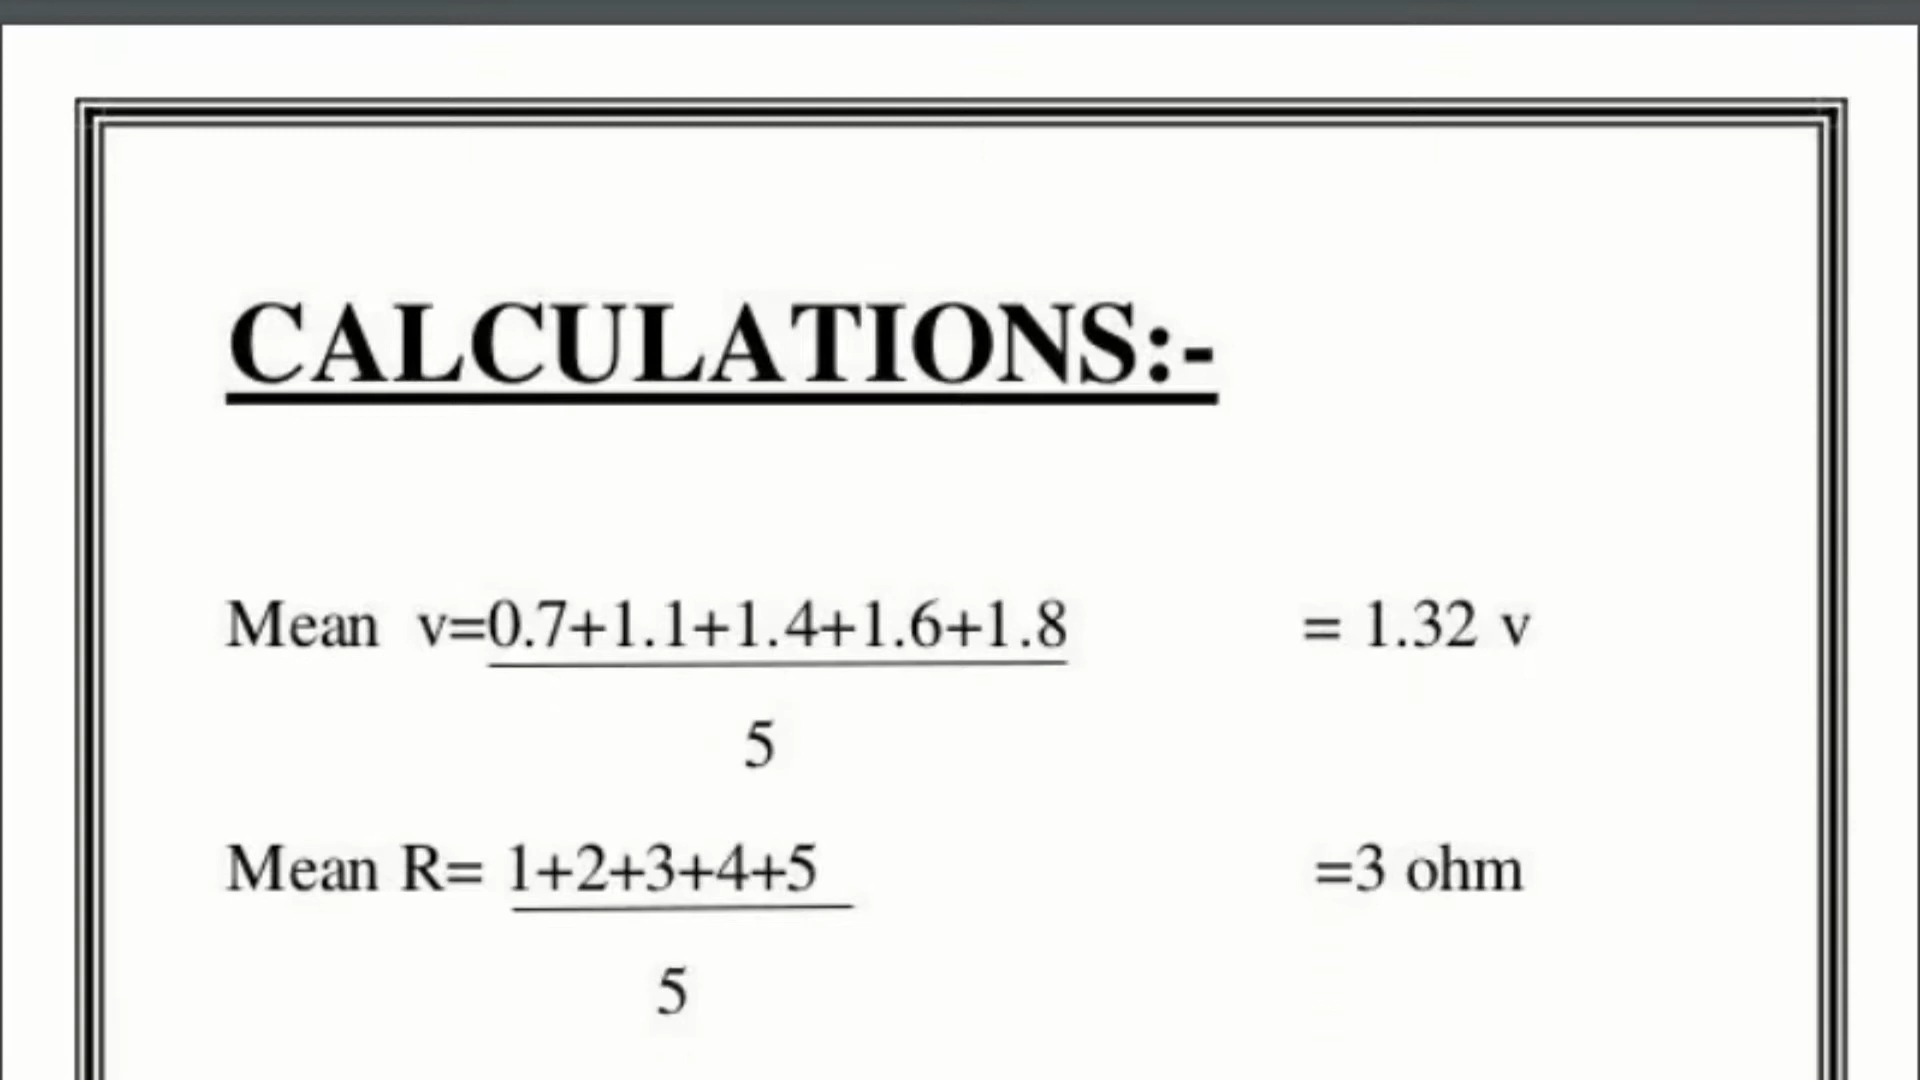 CALCULATIONS:-
Mean v=0.7+1.1+1.4+1.6+1.8 = 1.32 v
5
Mean R= 1+2+3+4+5 =3 ohm
5